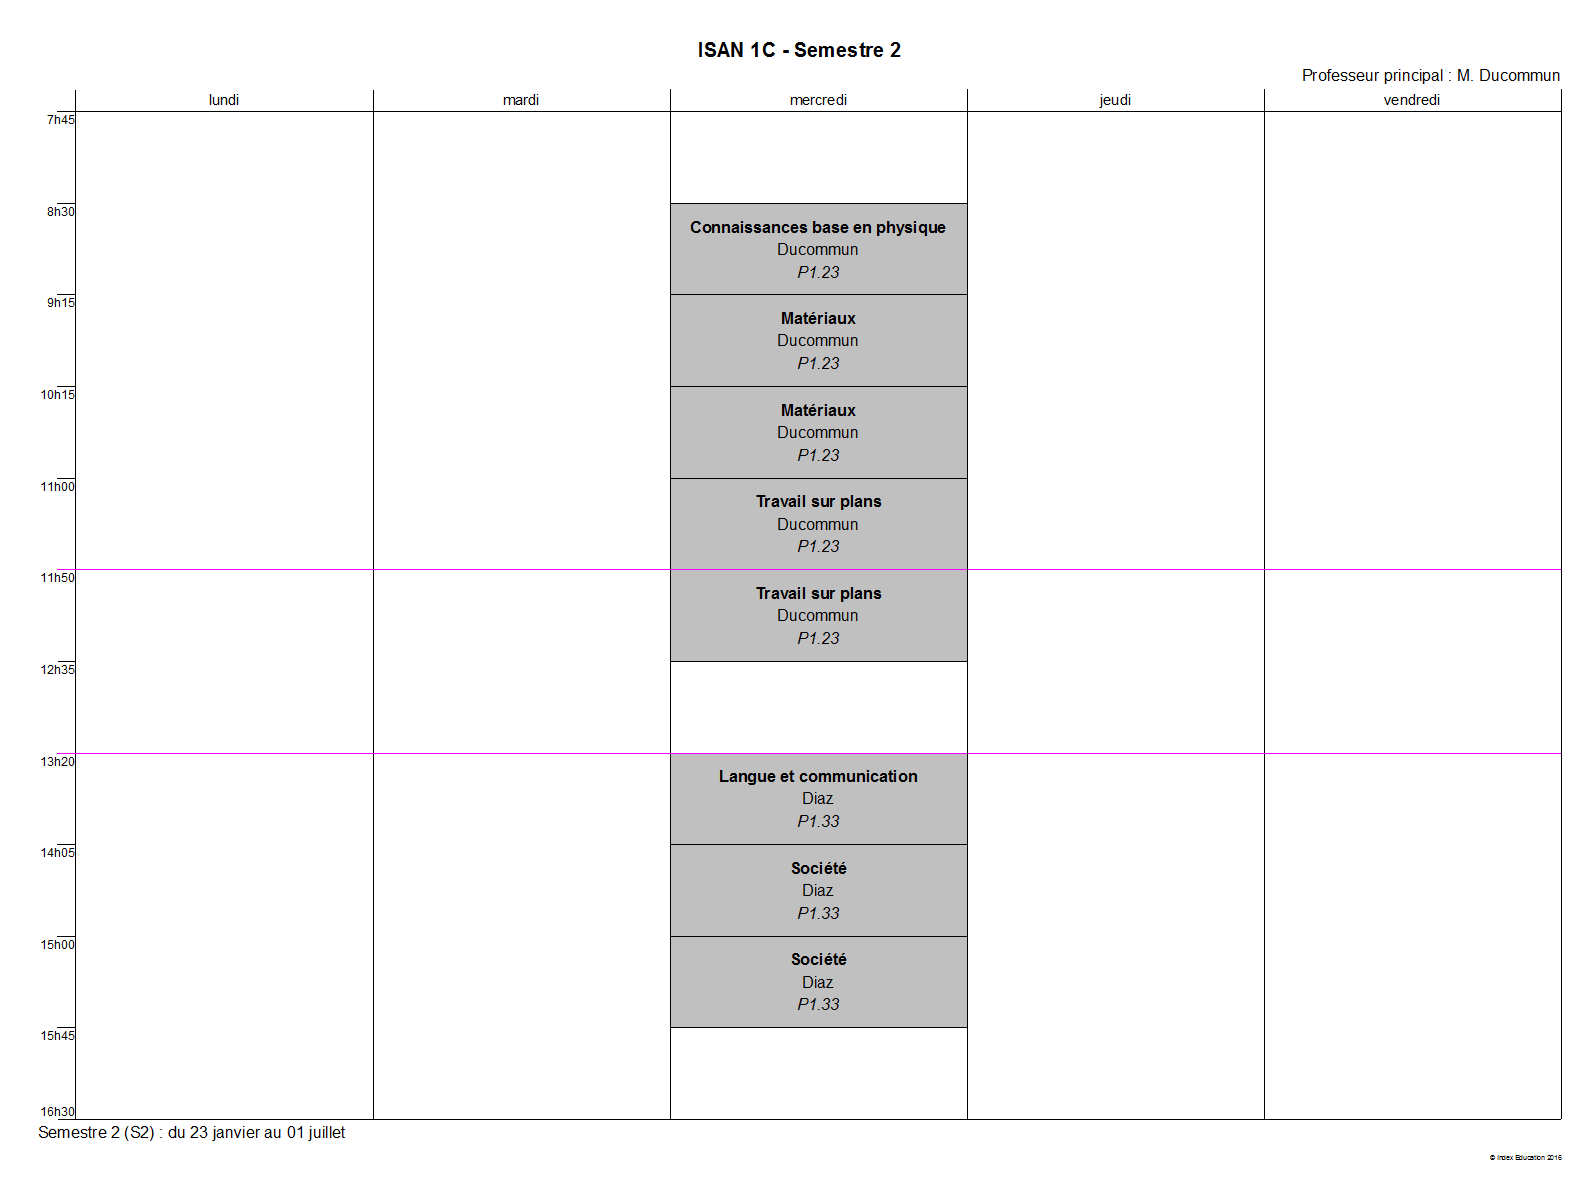 ISAN 1C - Semestre 2
Professeur principal : M. Ducommun
lundi
mardi
mercredi
jeudi
vendredi
7h45
8h30
Connaissances base en physique
Ducommun
P1.23
9h15
Matériaux
Ducommun
P1.23
10h15
Matériaux
Ducommun
P1.23
11h00
Travail sur plans
Ducommun
P1.23
11h50
Travail sur plans
Ducommun
P1.23
12h35
13h20
Langue et communication
Diaz
P1.33
14h05
Société
Diaz
P1.33
15h00
Société
Diaz
P1.33
15h45
16h30
Semestre 2 (S2) : du 23 janvier au 01 juillet
© Index Education 2016